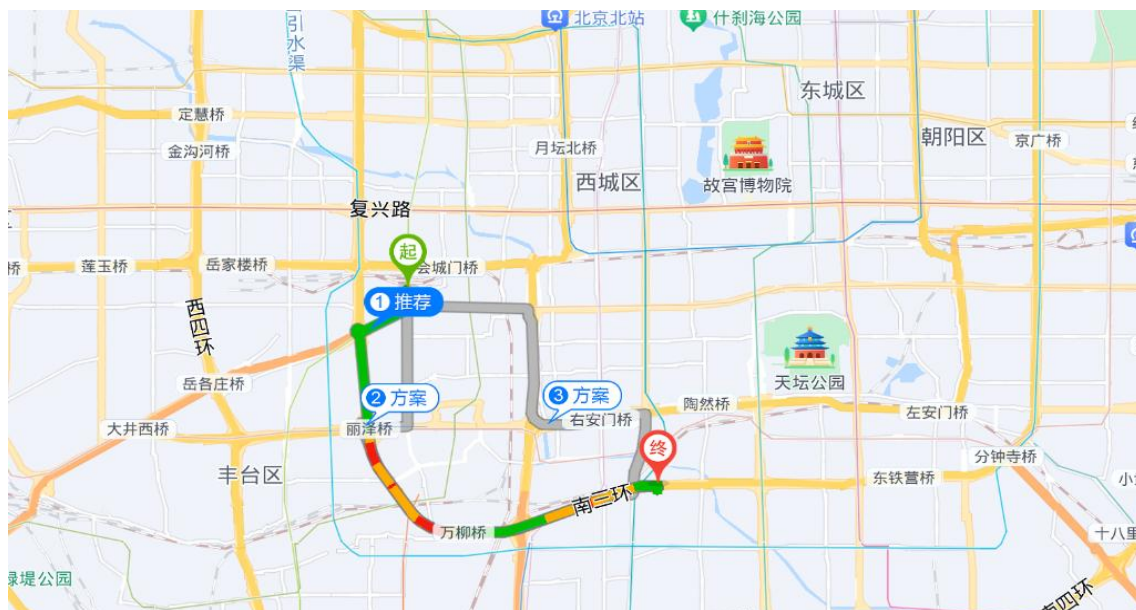 北京北站
什刹海公园
引水渠
东城区
定慧桥
朝阳区
京广桥
金沟河桥
月坛北桥
西城区
故宫博物院
复兴路
起
莲玉桥
岳家楼桥
会城门桥
桥
1 推荐
西四环
天坛公园
岳各庄桥
2 方案
3 方案
陶然桥
左安门桥
右安门桥
大井西桥
丽泽桥
终
分钟寺桥
丰台区
东铁营桥
南三环
万柳桥
十八里
堤公园
南四环